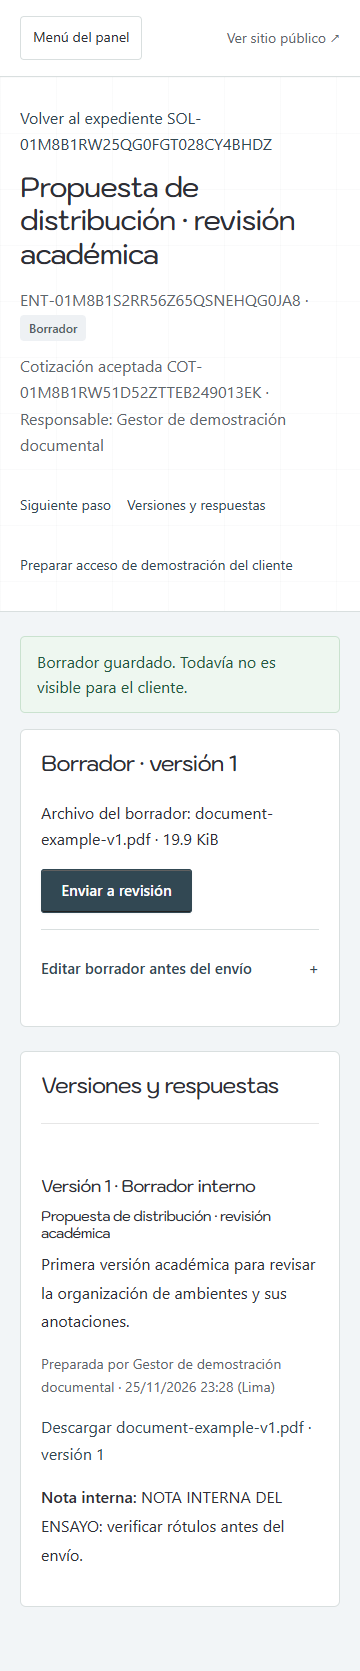 Menú del panel
Ver sitio público ↗
Volver al expediente SOL-
01M8B1RW25QG0FGT028CY4BHDZ
Propuesta de
distribución · revisión
académica
ENT-01M8B1S2RR56Z65QSNEHQG0JA8 ·
Borrador
Cotización aceptada COT-
01M8B1RW51D52ZTTEB249013EK ·
Responsable: Gestor de demostración
documental
Siguiente paso
Versiones y respuestas
Preparar acceso de demostración del cliente
Borrador guardado. Todavía no es
visible para el cliente.
Borrador · versión 1
Archivo del borrador: document-
example-v1.pdf · 19.9 KiB
Enviar a revisión
Editar borrador antes del envío +
Versiones y respuestas
Versión 1 · Borrador interno
Propuesta de distribución · revisión
académica
Primera versión académica para revisar
la organización de ambientes y sus
anotaciones.
Preparada por Gestor de demostración
documental · 25/11/2026 23:28 (Lima)
Descargar document-example-v1.pdf ·
versión 1
Nota interna: NOTA INTERNA DEL
ENSAYO: verificar rótulos antes del
envío.